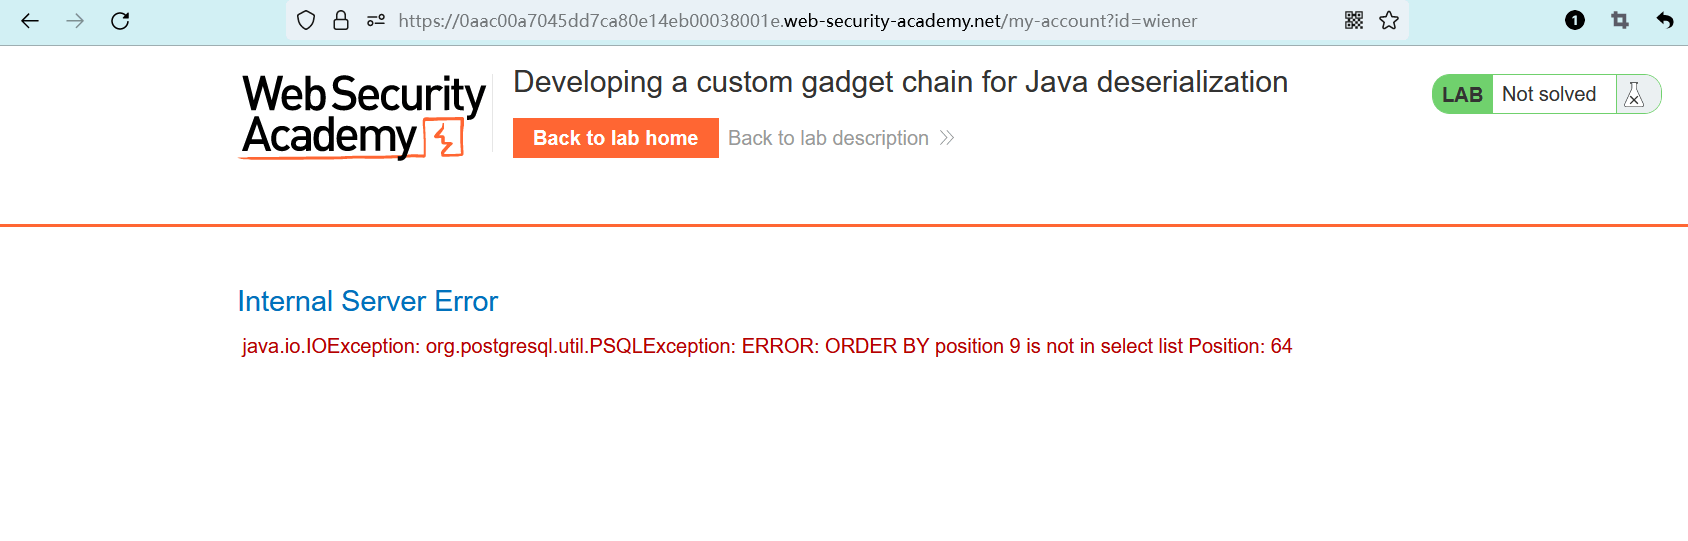 https://0aac00a7045dd7ca80e14eb00038001e.web-security-academy.net/my-account?id=wiener
1
Web Security
Academy
Developing a custom gadget chain for Java deserialization
LAB Not solved
Back to lab home Back to lab description
Internal Server Error
java.io.IOException: org.postgresql.util.PSQLException: ERROR: ORDER BY position 9 is not in select list Position: 64